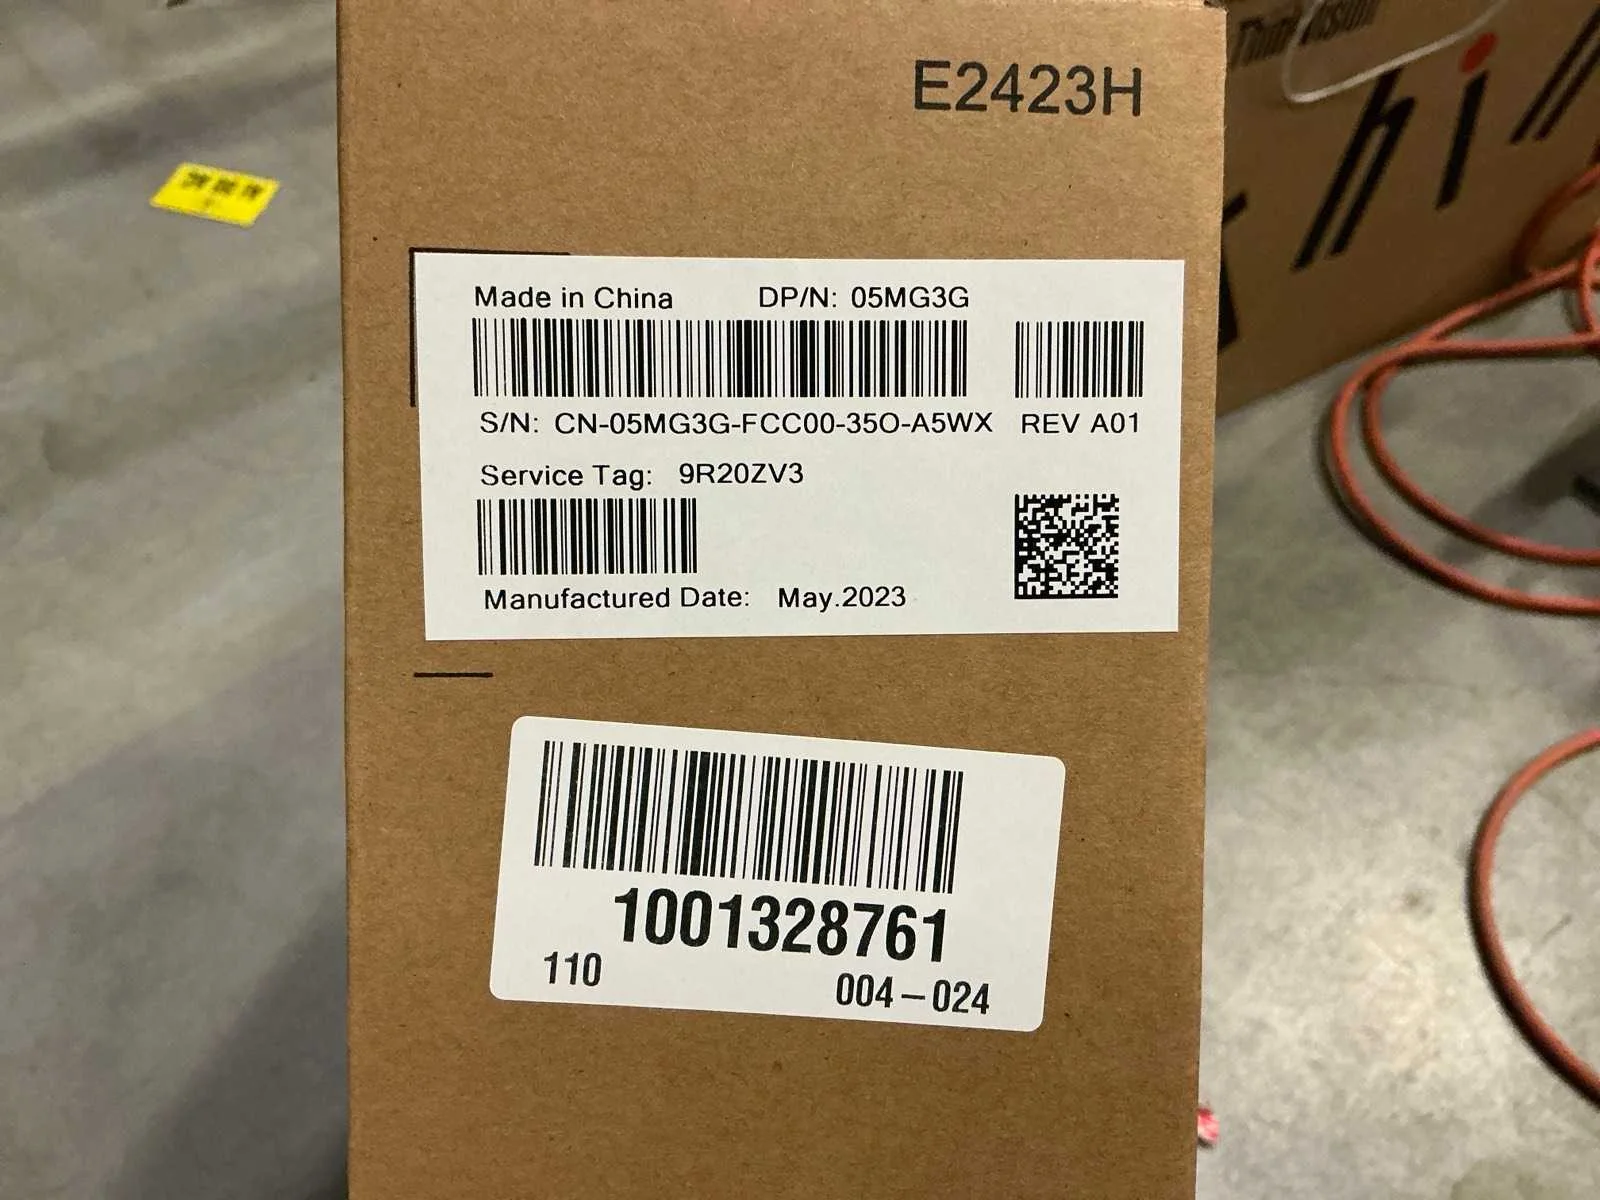 E2423H
ThinkVision
Made in China DP/N: 05MG3G
S/N: CN-05MG3G-FCC00-35O-A5WX REV A01
Service Tag: 9R20ZV3
Manufactured Date: May.2023
1001328761
110 004-024